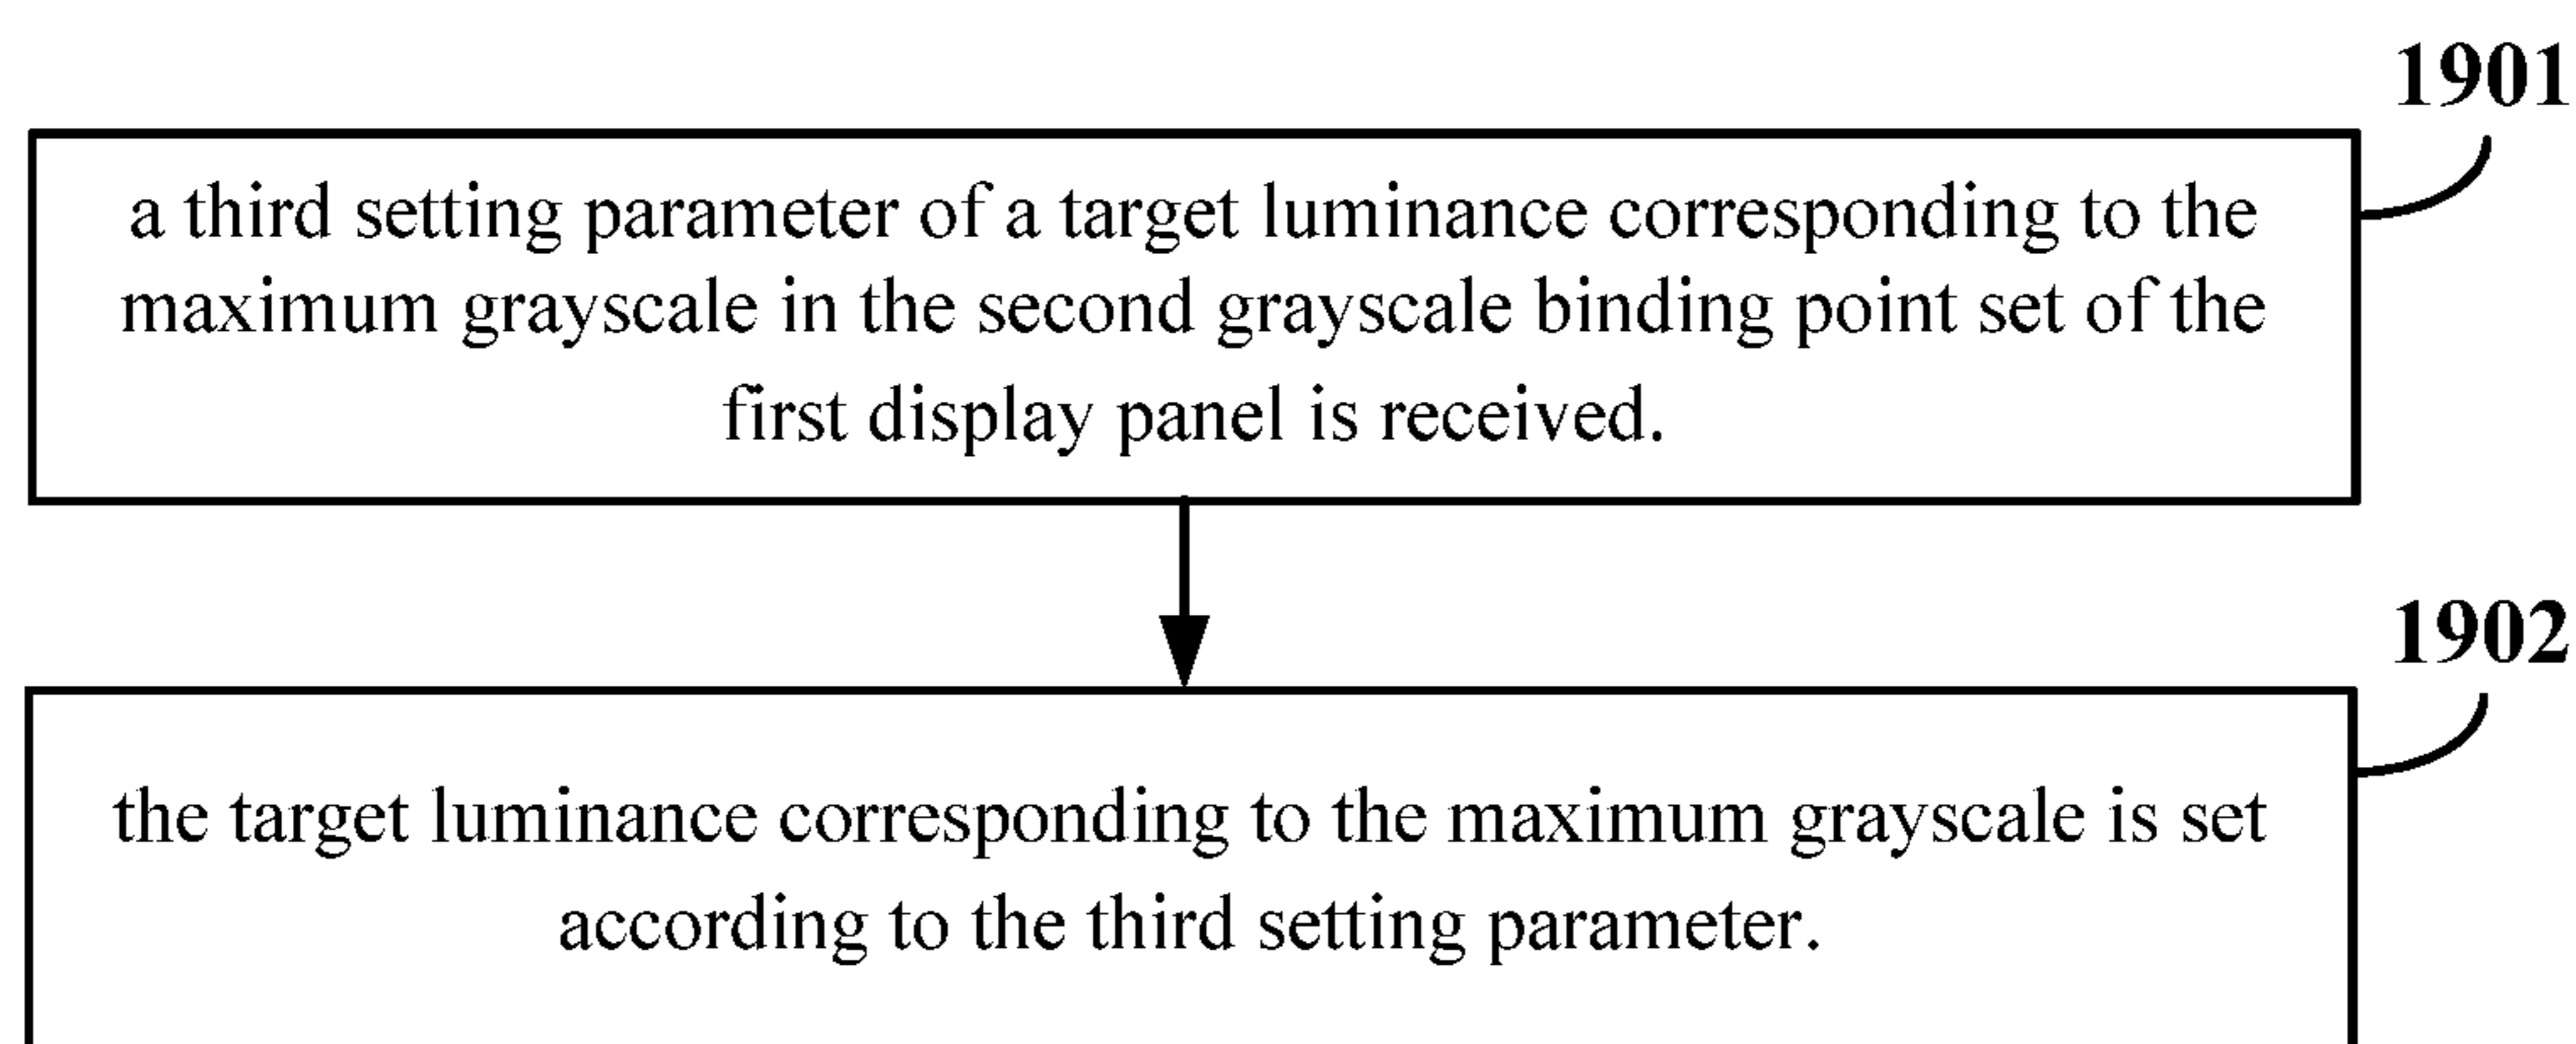 1901
a third setting parameter of a target luminance corresponding to the
maximum grayscale in the second grayscale binding point set of the
first display panel is received.
1902
the target luminance corresponding to the maximum grayscale is set
according to the third setting parameter.